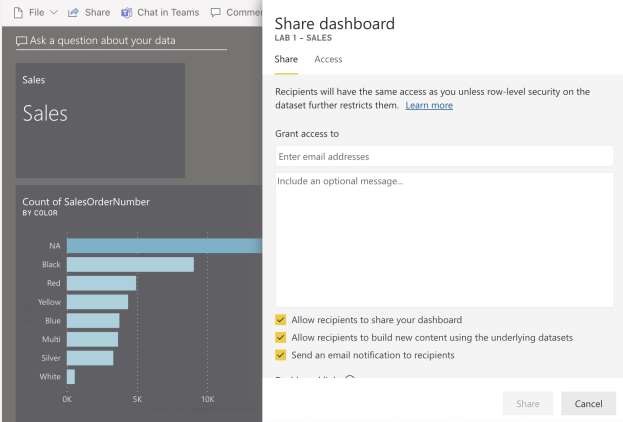 File
Share
Chat in Teams
Ask a question about your data
Sales
Sales
Count of SalesOrderNumber
BY COLOR
NA
Black
Red
Yellow
Blue
Multi
Silver
White
0K
5K
10K
Share dashboard
LAB 1 - SALES
Share
Access
Recipients will have the same access as you unless row-level security on the
dataset further restricts them. Learn more
Grant access to
Enter email addresses
Include an optional message...
Allow recipients to share your dashboard
Allow recipients to build new content using the underlying datasets
Send an email notification to recipients
Share
Cancel